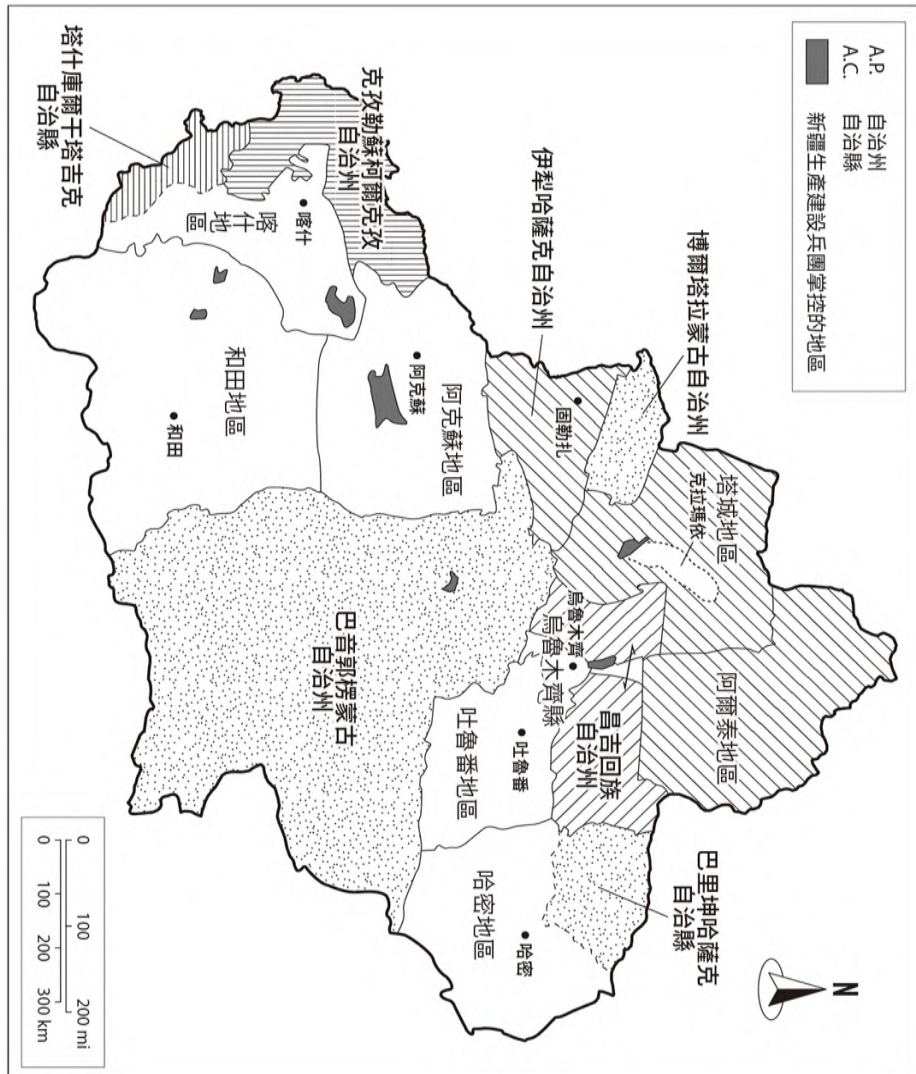 A.P. 自治州
A.C. 自治縣
新疆生產建設兵團掌控的地區
N
博爾塔拉蒙古自治州
伊犁哈薩克自治州
克孜勒蘇柯爾克孜
自治州
塔什庫爾干塔吉克
自治縣
巴里坤哈薩克
自治縣
阿爾泰地區
塔城地區
克拉瑪依
固勒扎
昌吉回族
自治州
烏魯木齊
烏魯木齊縣
吐魯番
吐魯番地區
哈密
哈密地區
阿克蘇
阿克蘇地區
喀什
喀什地區
和田地區
和田
巴音郭楞蒙古
自治州
0 100 200 mi
0 100 200 300 km